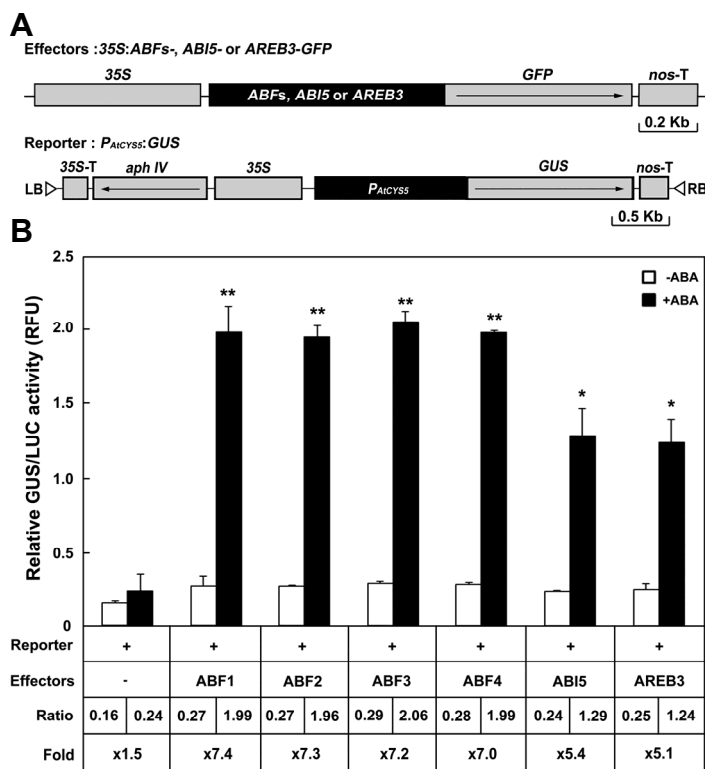 A
Effectors :35S:ABFs-, ABI5- or AREB3-GFP
35S
ABFs, ABI5 or AREB3
GFP
nos-T
0.2 Kb
Reporter : PAtCYS5:GUS
LB
35S-T
aph IV
35S
PAtCYS5
GUS
nos-T
RB
0.5 Kb
B
Relative GUS/LUC activity (RFU)
2.5
2.0
1.5
1.0
0.5
0
-ABA
+ABA
** ** ** ** * *
Reporter + + + + + + +
Effectors - ABF1 ABF2 ABF3 ABF4 ABI5 AREB3
Ratio 0.16 0.24 0.27 1.99 0.27 1.96 0.29 2.06 0.28 1.99 0.24 1.29 0.25 1.24
Fold x1.5 x7.4 x7.3 x7.2 x7.0 x5.4 x5.1